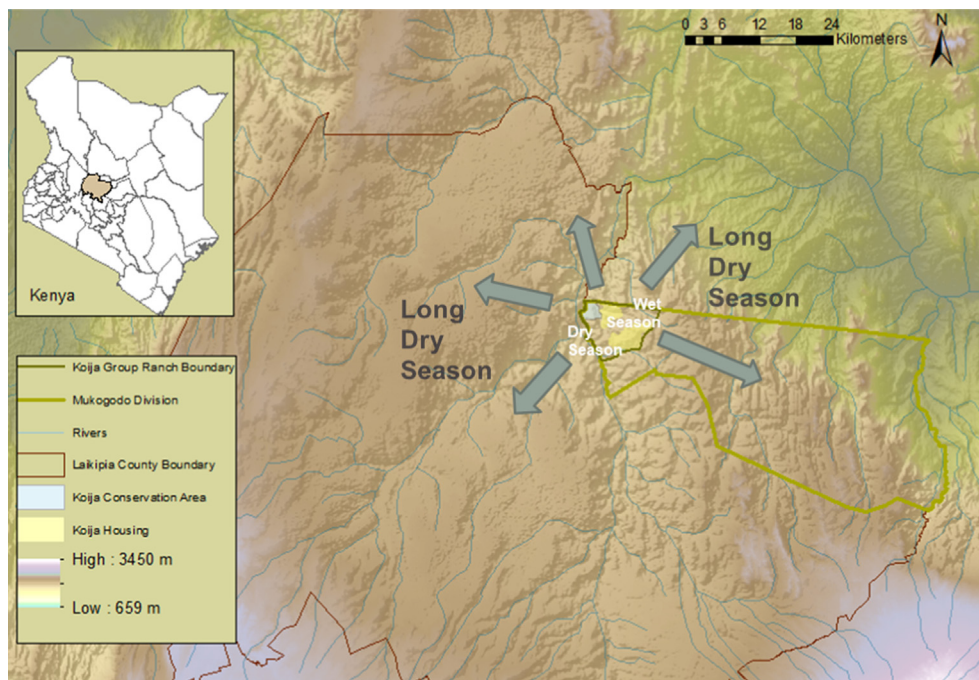 0 3 6 12 18 24
Kilometers
N
Kenya
Long
Dry
Season
Long
Dry
Season
Wet
Season
Dry
Season
Koija Group Ranch Boundary
Mukogodo Division
Rivers
Laikipia County Boundary
Koija Conservation Area
Koija Housing
High : 3450 m
Low : 659 m